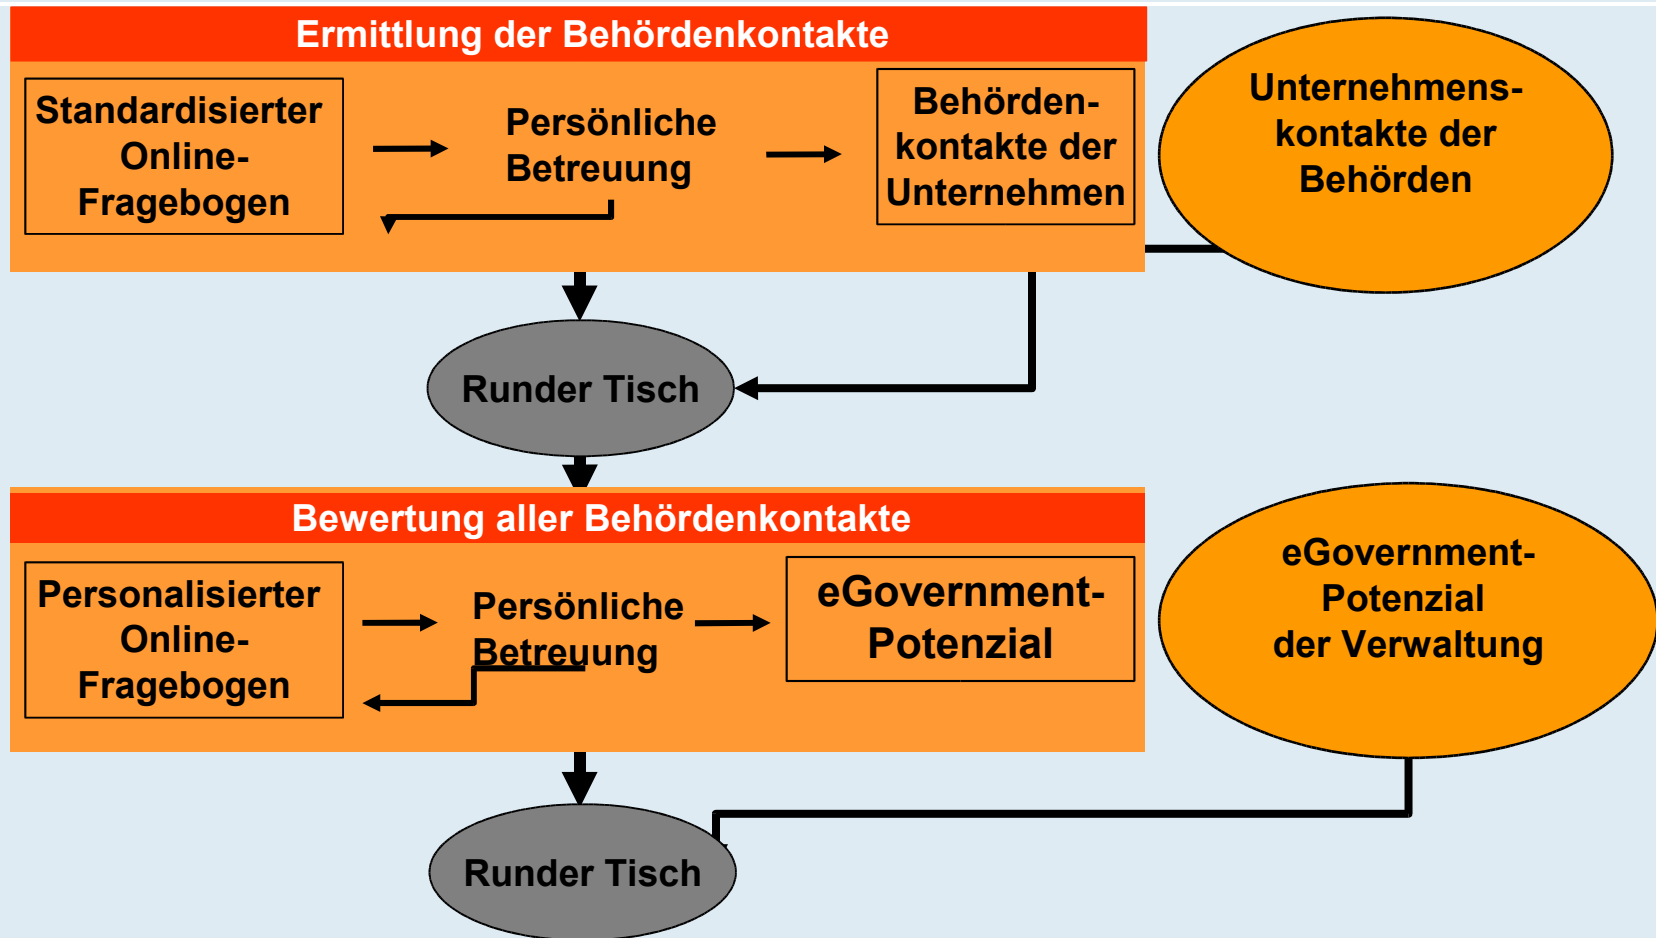 Ermittlung der Behördenkontakte
Standardisierter
Online-
Fragebogen
Persönliche
Betreuung
Behörden-
kontakte der
Unternehmen
Unternehmens-
kontakte der
Behörden
Runder Tisch
Bewertung aller Behördenkontakte
Personalisierter
Online-
Fragebogen
Persönliche
Betreuung
eGovernment-
Potenzial
eGovernment-
Potenzial
der Verwaltung
Runder Tisch